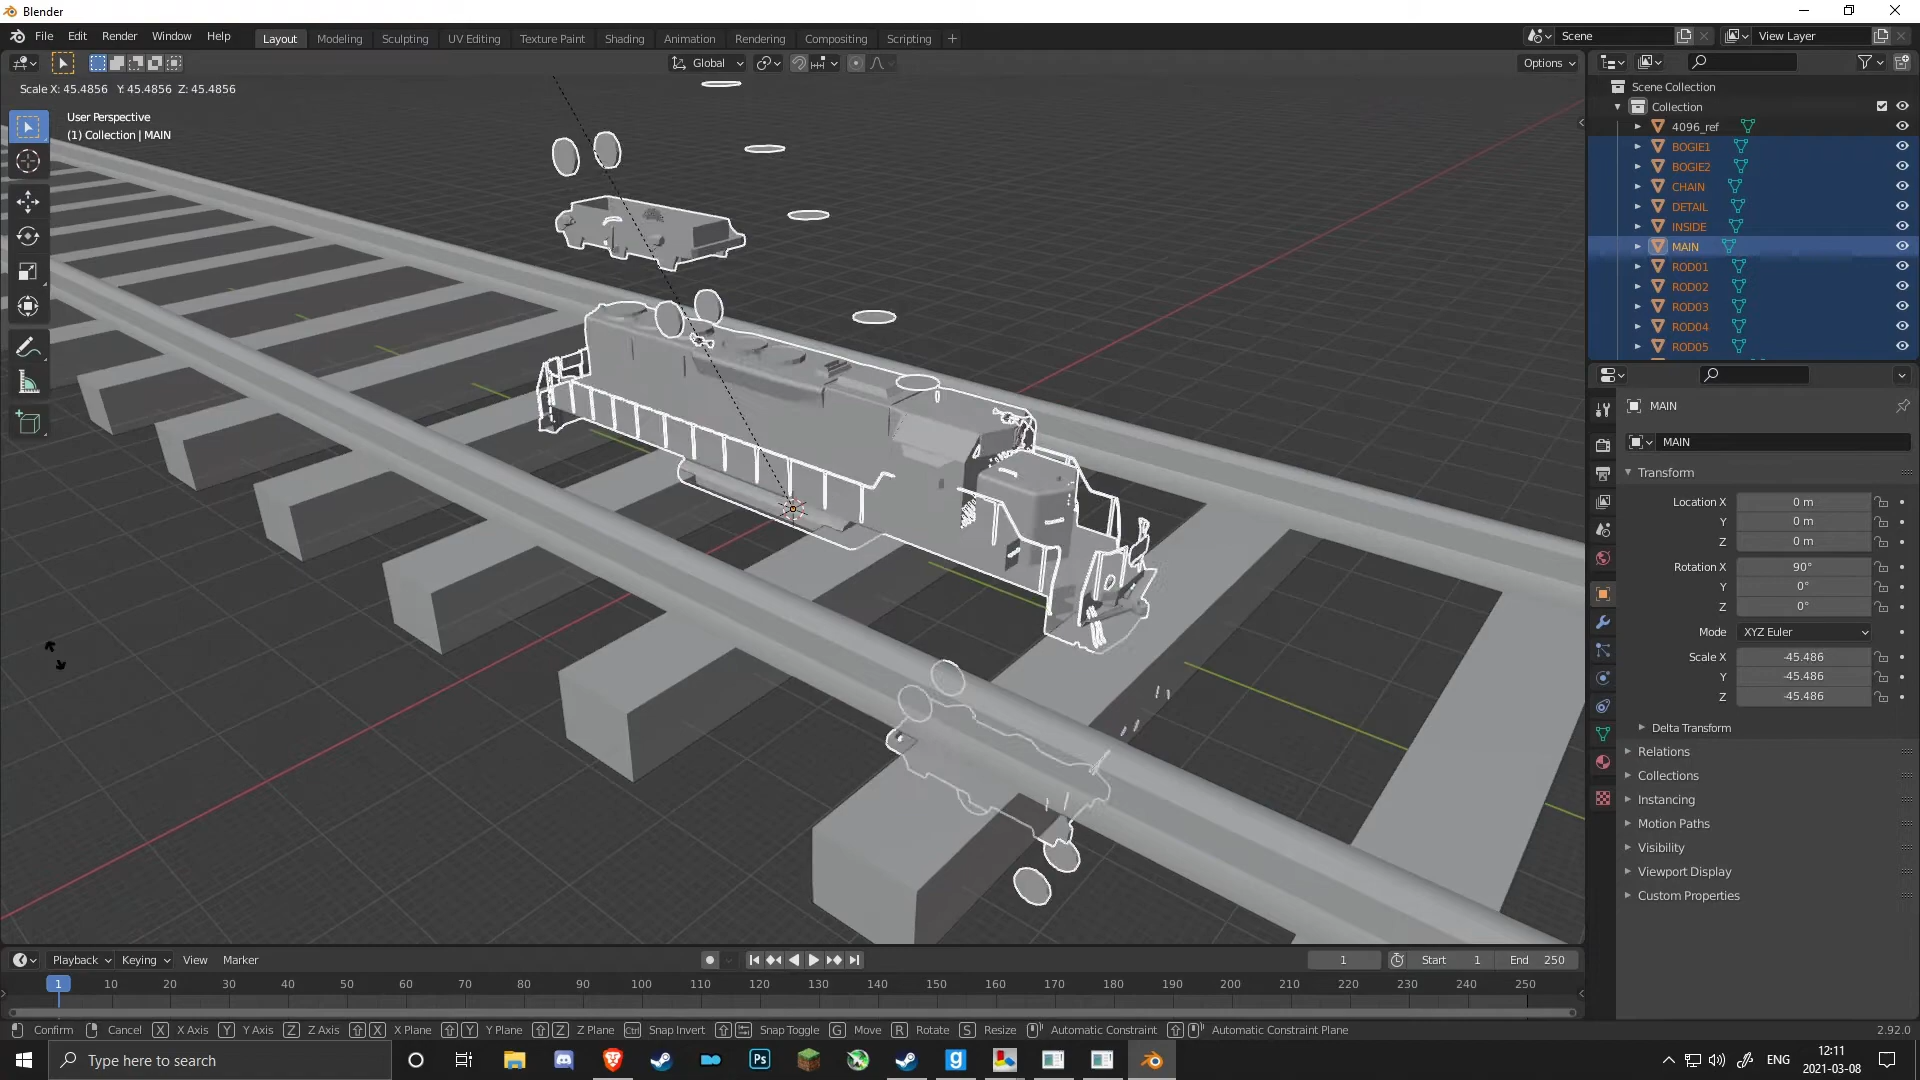 Blender
File Edit Render Window Help
Layout Modeling Sculpting UV Editing Texture Paint Shading Animation Rendering Compositing Scripting +
Scene
View Layer
Global
Options
Scale X: 45.4856 Y: 45.4856 Z: 45.4856
User Perspective
(1) Collection | MAIN
Scene Collection
Collection
4096_ref
BOGIE1
BOGIE2
CHAIN
DETAIL
INSIDE
MAIN
ROD01
ROD02
ROD03
ROD04
ROD05
MAIN
MAIN
Transform
Location X 0 m
Y 0 m
Z 0 m
Rotation X 90°
Y 0°
Z 0°
Mode XYZ Euler
Scale X -45.486
Y -45.486
Z -45.486
Delta Transform
Relations
Collections
Instancing
Motion Paths
Visibility
Viewport Display
Custom Properties
Playback Keying View Marker
1 Start 1 End 250
1 10 20 30 40 50 60 70 80 90 100 110 120 130 140 150 160 170 180 190 200 210 220 230 240 250
Confirm Cancel X X Axis Y Y Axis Z Z Axis X X Plane Y Y Plane Z Z Plane Ctrl Snap Invert Snap Toggle G Move R Rotate S Resize Automatic Constraint Automatic Constraint Plane 2.92.0
Type here to search
Ps
ENG
12:11
2021-03-08